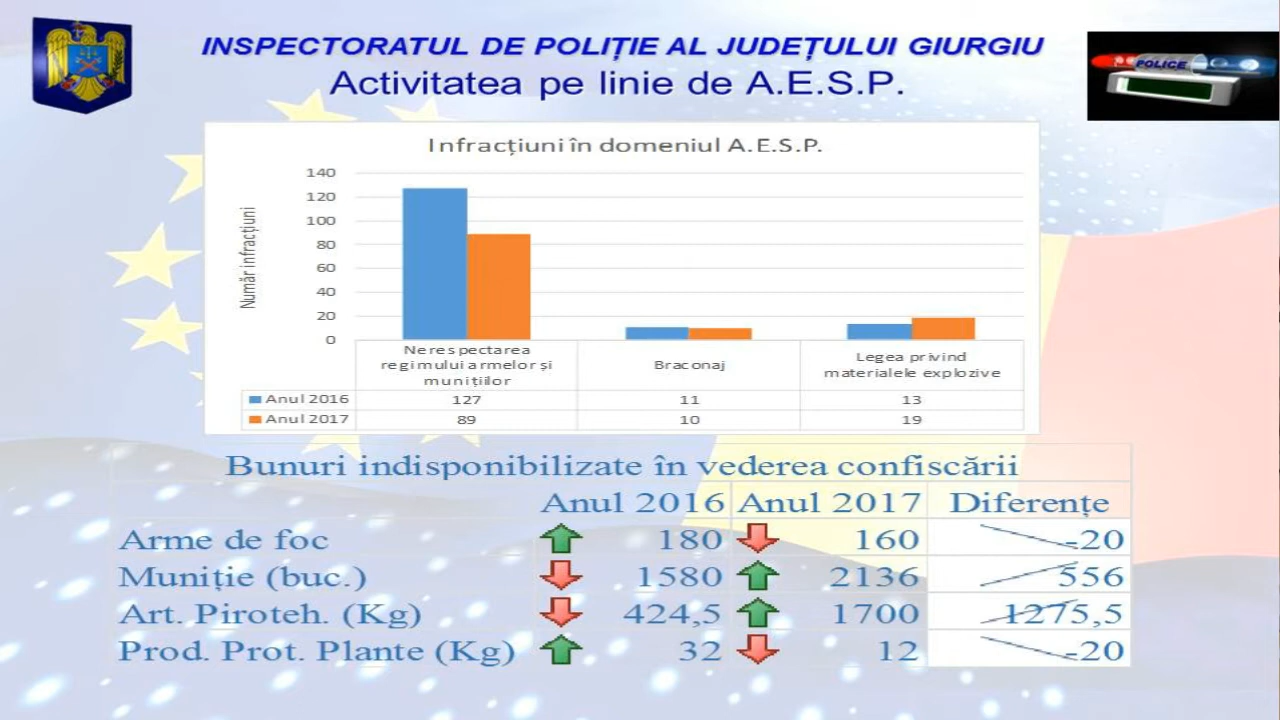 INSPECTORATUL DE POLIȚIE AL JUDEȚULUI GIURGIU
Activitatea pe linie de A.E.S.P.
POLICE
Infracțiuni în domeniul A.E.S.P.
Număr infracțiuni
140
120
100
80
60
40
20
0
Nerespectarea
regimului armelor și
munițiilor
Braconaj
Legea privind
materialele explozive
Anul 2016 127 11 13
Anul 2017 89 10 19
Bunuri indisponibilizate în vederea confiscării
Anul 2016 Anul 2017 Diferențe
Arme de foc 180 160 -20
Muniție (buc.) 1580 2136 556
Art. Piroteh. (Kg) 424,5 1700 1275,5
Prod. Prot. Plante (Kg) 32 12 -20